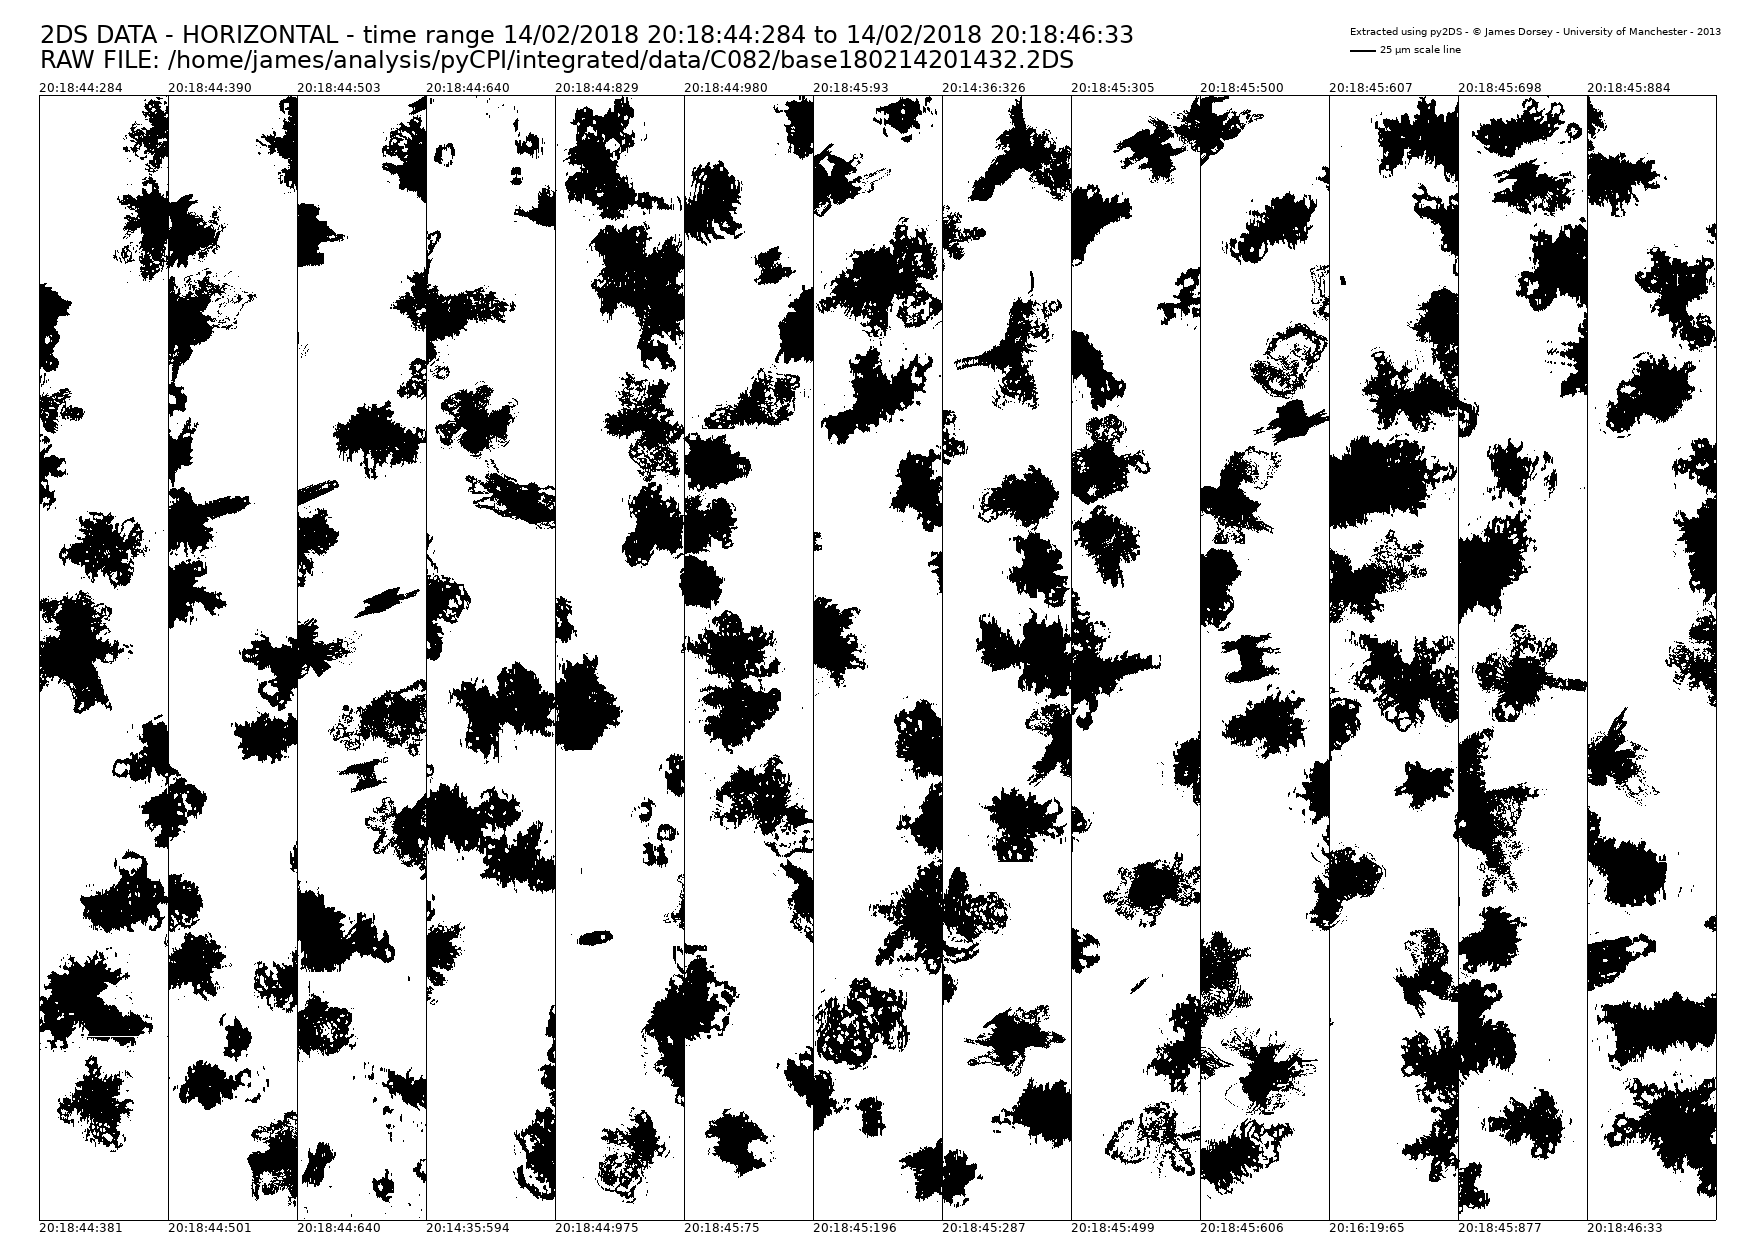 2DS DATA - HORIZONTAL - time range 14/02/2018 20:18:44:284 to 14/02/2018 20:18:46:33
RAW FILE: /home/james/analysis/pyCPI/integrated/data/C082/base180214201432.2DS
Extracted using py2DS - © James Dorsey - University of Manchester - 2013
25 µm scale line
20:18:44:284 20:18:44:390 20:18:44:503 20:18:44:640 20:18:44:829 20:18:44:980 20:18:45:93 20:14:36:326 20:18:45:305 20:18:45:500 20:18:45:607 20:18:45:698 20:18:45:884
20:18:44:381 20:18:44:501 20:18:44:640 20:14:35:594 20:18:44:975 20:18:45:75 20:18:45:196 20:18:45:287 20:18:45:499 20:18:45:606 20:16:19:65 20:18:45:877 20:18:46:33